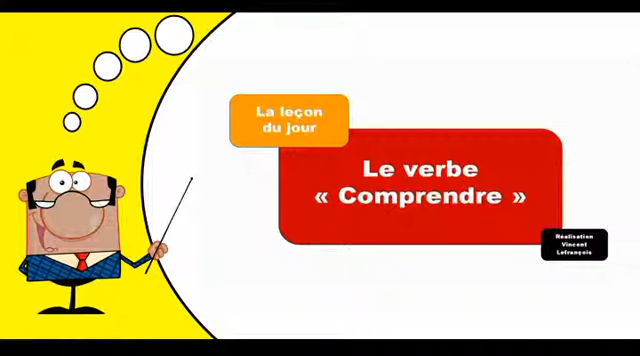 La leçon
du jour
Le verbe
« Comprendre »
Réalisation
Vincent
Lefrançois